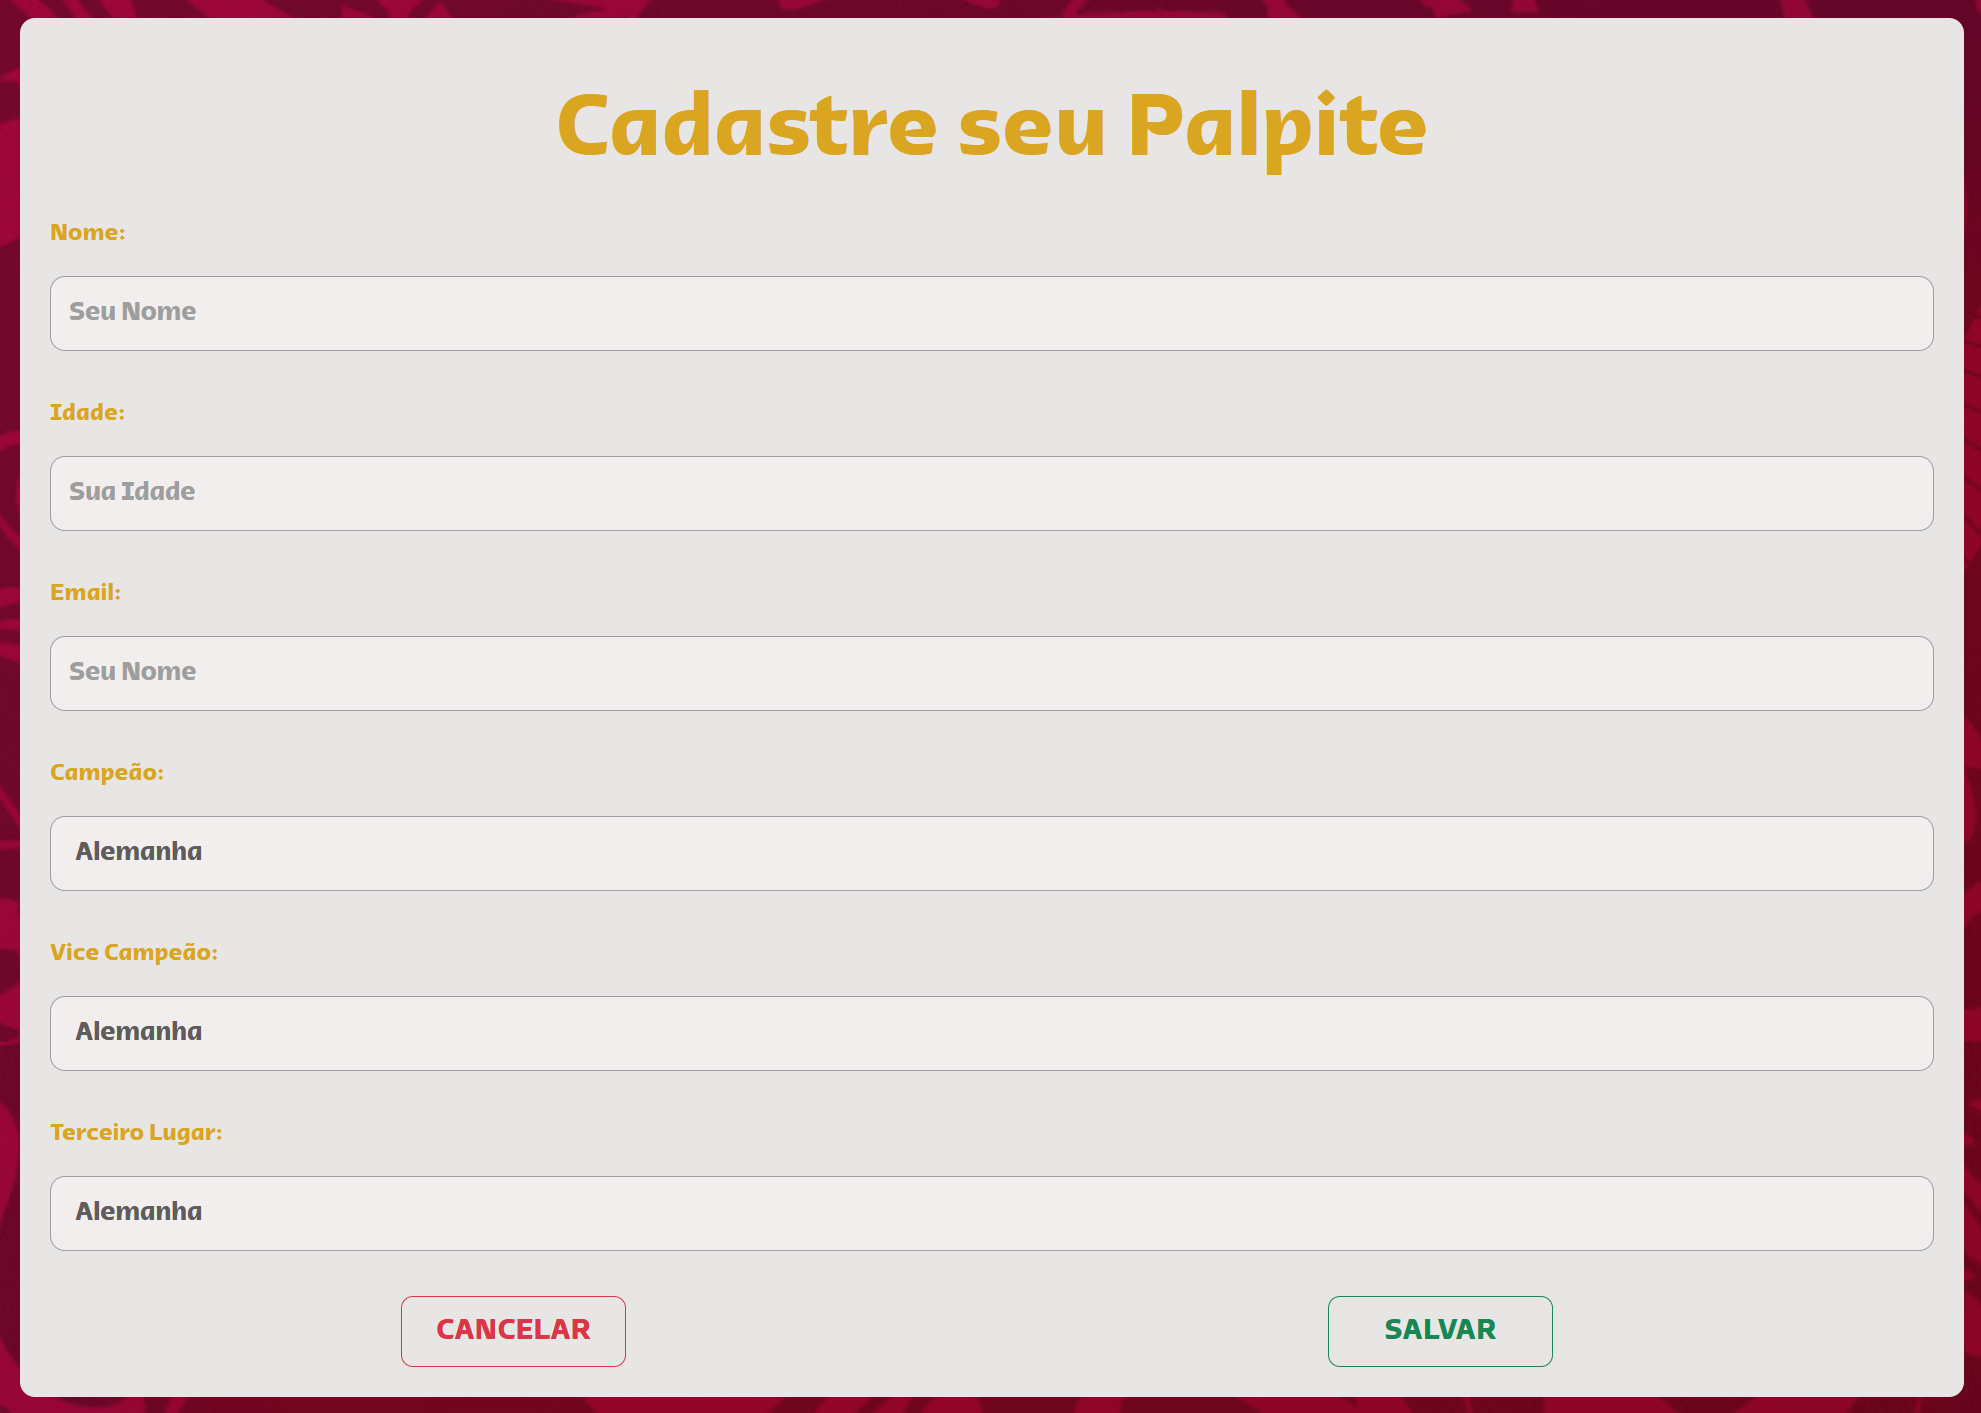 Cadastre seu Palpite
Nome:
Seu Nome
Idade:
Sua Idade
Email:
Seu Nome
Campeão:
Alemanha
Vice Campeão:
Alemanha
Terceiro Lugar:
Alemanha
CANCELAR
SALVAR